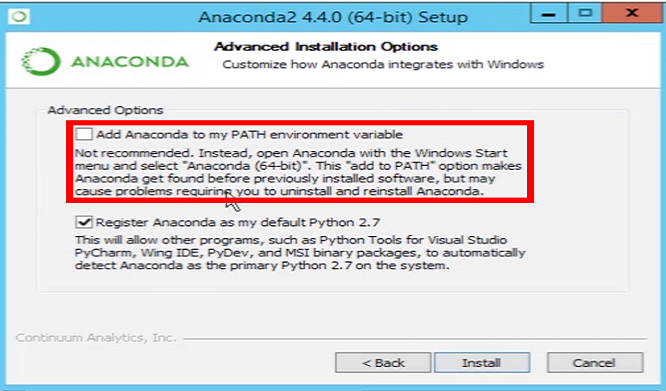 Anaconda2 4.4.0 (64-bit) Setup
ANACONDA
Advanced Installation Options
Customize how Anaconda integrates with Windows
Advanced Options
Add Anaconda to my PATH environment variable
Not recommended. Instead, open Anaconda with the Windows Start
menu and select "Anaconda (64-bit)". This "add to PATH" option makes
Anaconda get found before previously installed software, but may
cause problems requiring you to uninstall and reinstall Anaconda.
Register Anaconda as my default Python 2.7
This will allow other programs, such as Python Tools for Visual Studio
PyCharm, Wing IDE, PyDev, and MSI binary packages, to automatically
detect Anaconda as the primary Python 2.7 on the system.
Continuum Analytics, Inc.
< Back
Install
Cancel